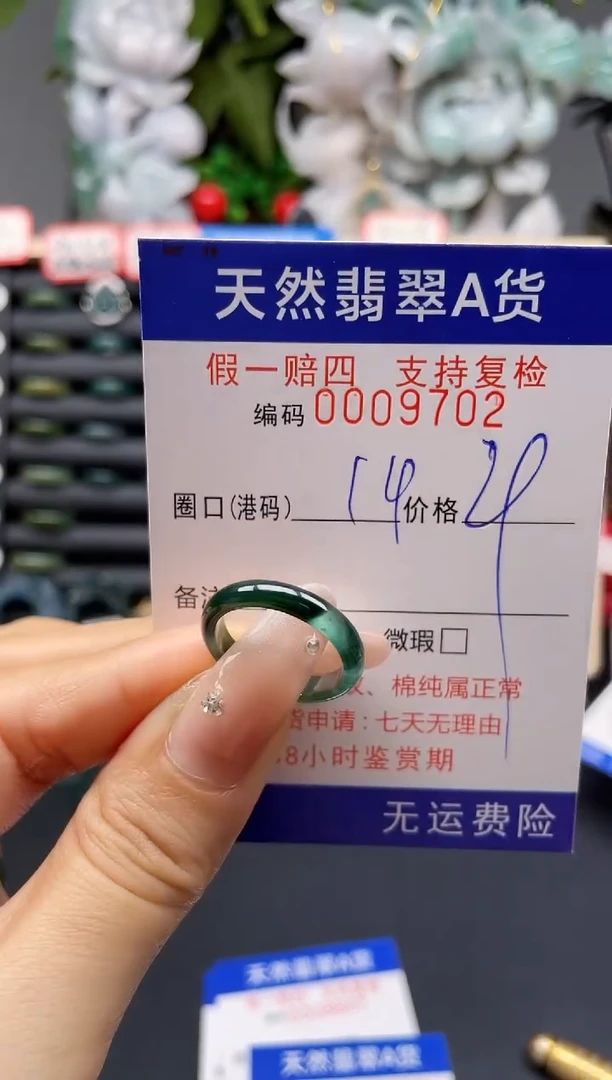 天然翡翠A货
假一赔四 支持复检
编码 0009702
圈口(港码) 14 价格
备注
微瑕□
、棉纯属正常
货申请:七天无理由
8小时鉴赏期
无运费险
天然翡翠A货
天然翡翠A货